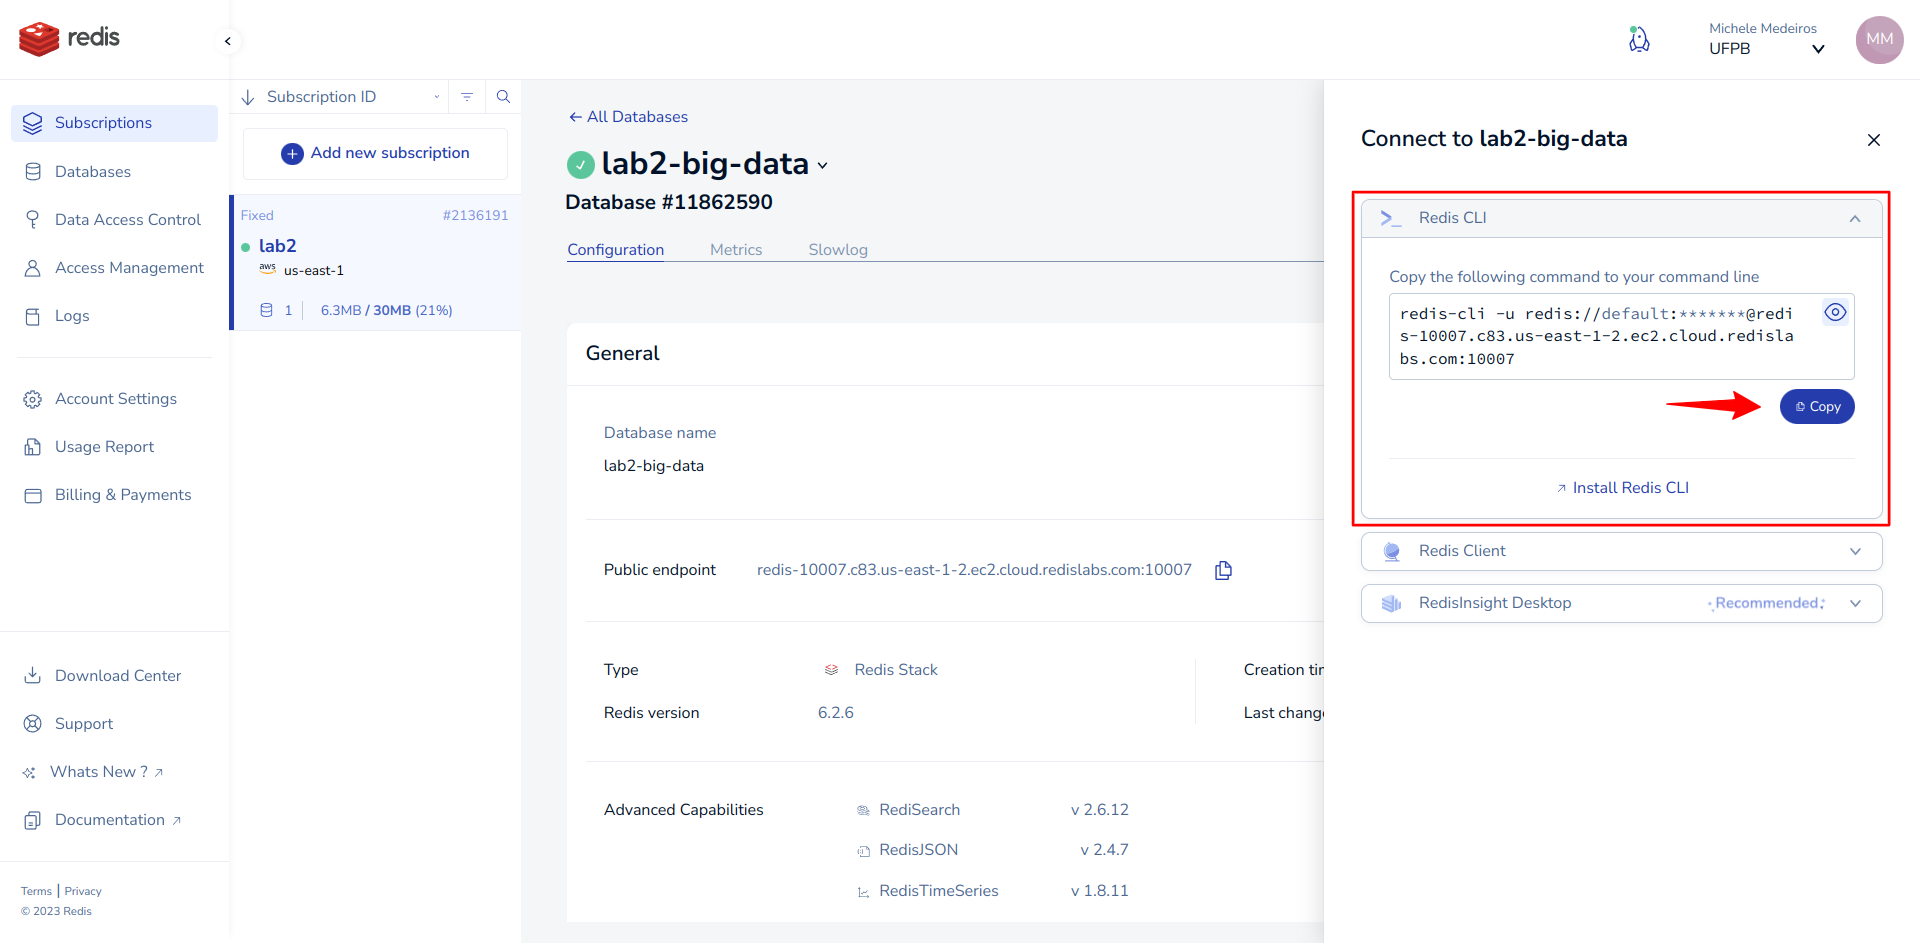 redis
Michele Medeiros
UFPB
MM
Subscriptions
Databases
Data Access Control
Access Management
Logs
Account Settings
Usage Report
Billing & Payments
Download Center
Support
Whats New ?
Documentation
Terms | Privacy
© 2023 Redis
Subscription ID
Add new subscription
Fixed #2136191
lab2
aws us-east-1
1 6.3MB / 30MB (21%)
All Databases
lab2-big-data
Database #11862590
Configuration Metrics Slowlog
General
Database name
lab2-big-data
Public endpoint redis-10007.c83.us-east-1-2.ec2.cloud.redislabs.com:10007
Type Redis Stack Creation tir
Redis version 6.2.6 Last change
Advanced Capabilities RediSearch v 2.6.12
RedisJSON v 2.4.7
RedisTimeSeries v 1.8.11
Connect to lab2-big-data
Redis CLI
Copy the following command to your command line
redis-cli -u redis://default:*******@redi
s-10007.c83.us-east-1-2.ec2.cloud.redisla
bs.com:10007
Copy
Install Redis CLI
Redis Client
RedisInsight Desktop Recommended